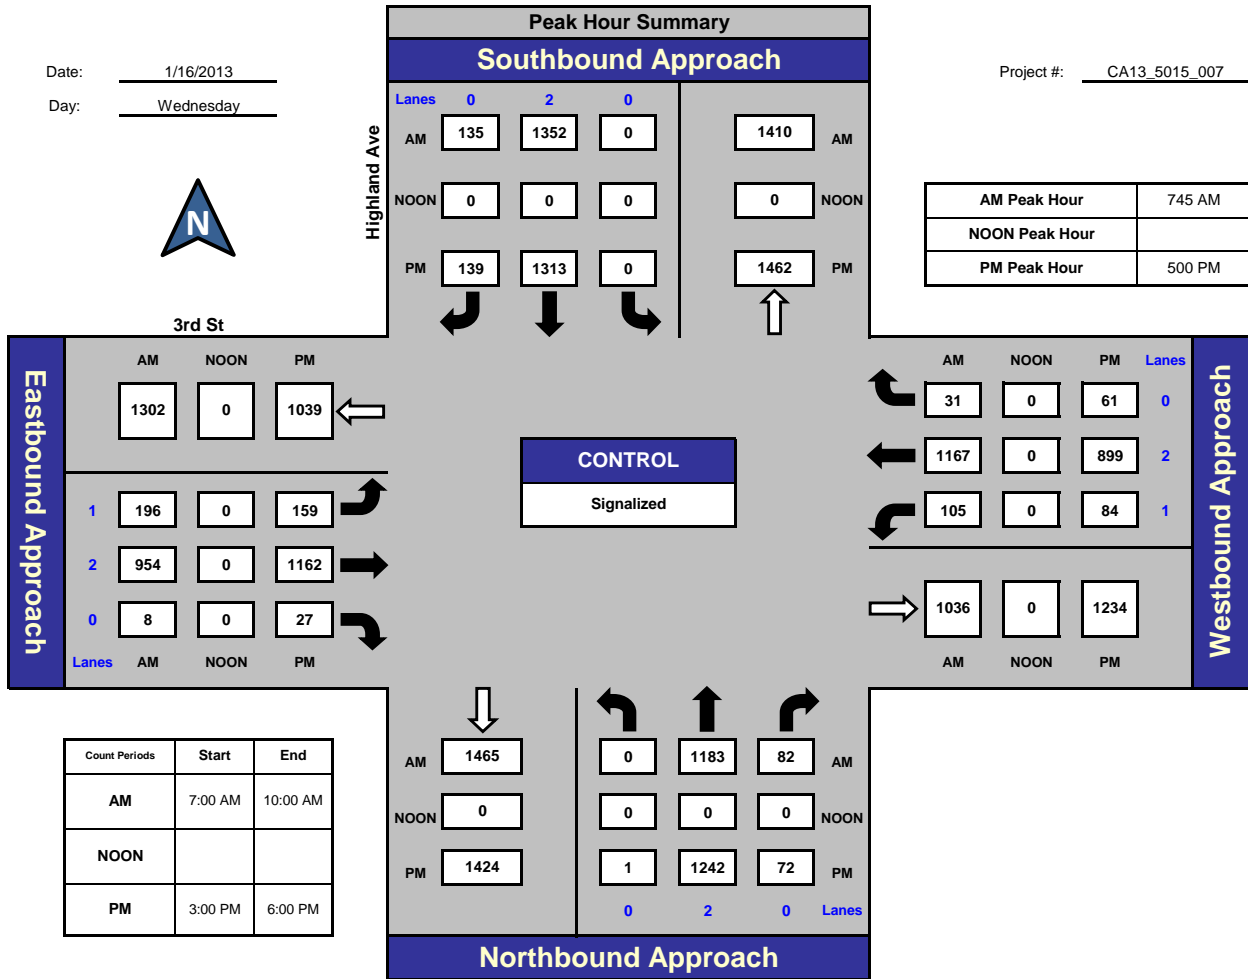 Peak Hour Summary
Southbound Approach
Date: 1/16/2013
Project #: CA13_5015_007
Day: Wednesday
Highland Ave
Lanes 0 2 0
AM 135 1352 0 1410 AM
NOON 0 0 0 0 NOON
PM 139 1313 0 1462 PM
N
AM Peak Hour 745 AM
NOON Peak Hour
PM Peak Hour 500 PM
3rd St
Eastbound Approach
AM NOON PM
1302 0 1039
1 196 0 159
2 954 0 1162
0 8 0 27
Lanes AM NOON PM
CONTROL
Signalized
AM NOON PM Lanes
31 0 61 0
1167 0 899 2
105 0 84 1
1036 0 1234
AM NOON PM
Westbound Approach
Count Periods Start End
AM 7:00 AM 10:00 AM
NOON
PM 3:00 PM 6:00 PM
AM 1465 0 1183 82 AM
NOON 0 0 0 0 NOON
PM 1424 1 1242 72 PM
0 2 0 Lanes
Northbound Approach